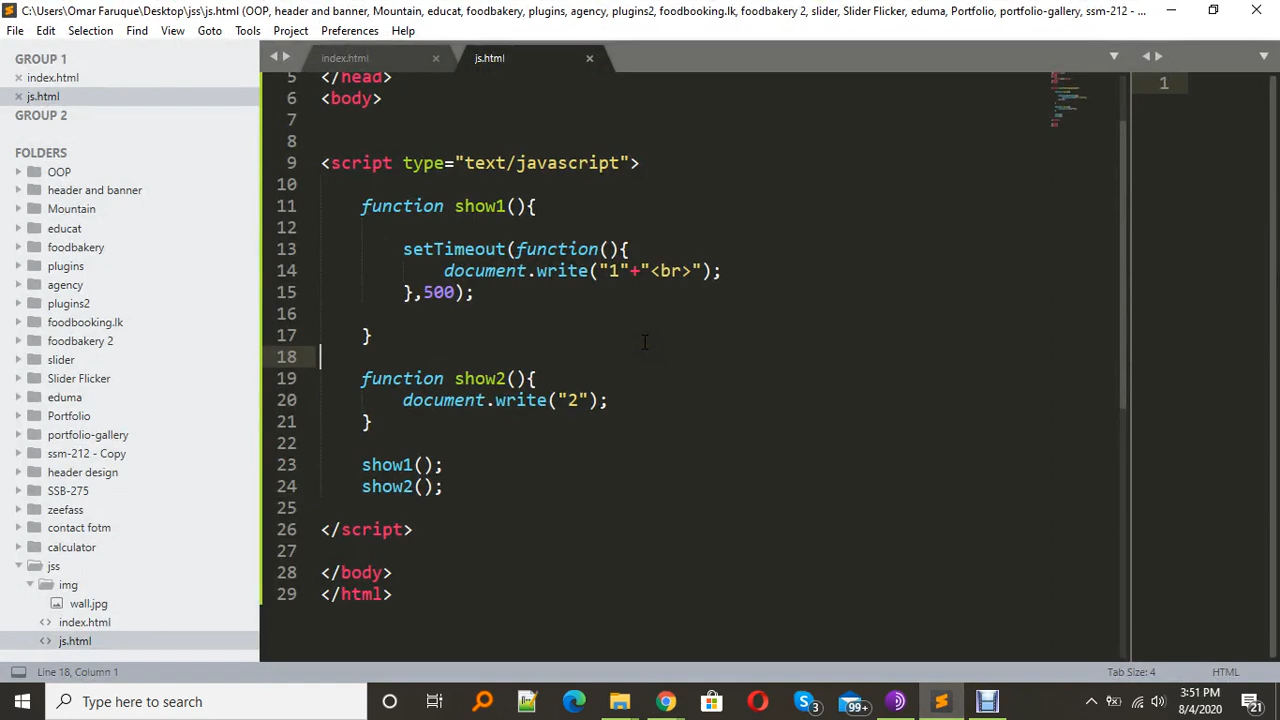 C:\Users\Omar Faruque\Desktop\jss\js.html (OOP, header and banner, Mountain, educat, foodbakery, plugins, agency, plugins2, foodbooking.lk, foodbakery 2, slider, Slider Flicker, eduma, Portfolio, portfolio-gallery, ssm-212 - ...
File Edit Selection Find View Goto Tools Project Preferences Help
GROUP 1
index.html
js.html
GROUP 2
FOLDERS
OOP
header and banner
Mountain
educat
foodbakery
plugins
agency
plugins2
foodbooking.lk
foodbakery 2
slider
Slider Flicker
eduma
Portfolio
portfolio-gallery
ssm-212 - Copy
header design
SSB-275
zeefass
contact fotm
calculator
jss
img
wall.jpg
index.html
js.html
index.html js.html
5 </head>
6 <body>
7
8
9 <script type="text/javascript">
10
11 function show1(){
12
13 setTimeout(function(){
14 document.write("1"+"<br>");
15 },500);
16
17 }
18
19 function show2(){
20 document.write("2");
21 }
22
23 show1();
24 show2();
25
26 </script>
27
28 </body>
29 </html>
1
Line 18, Column 1 Tab Size: 4 HTML
Type here to search
3
99+
3:51 PM
8/4/2020
21